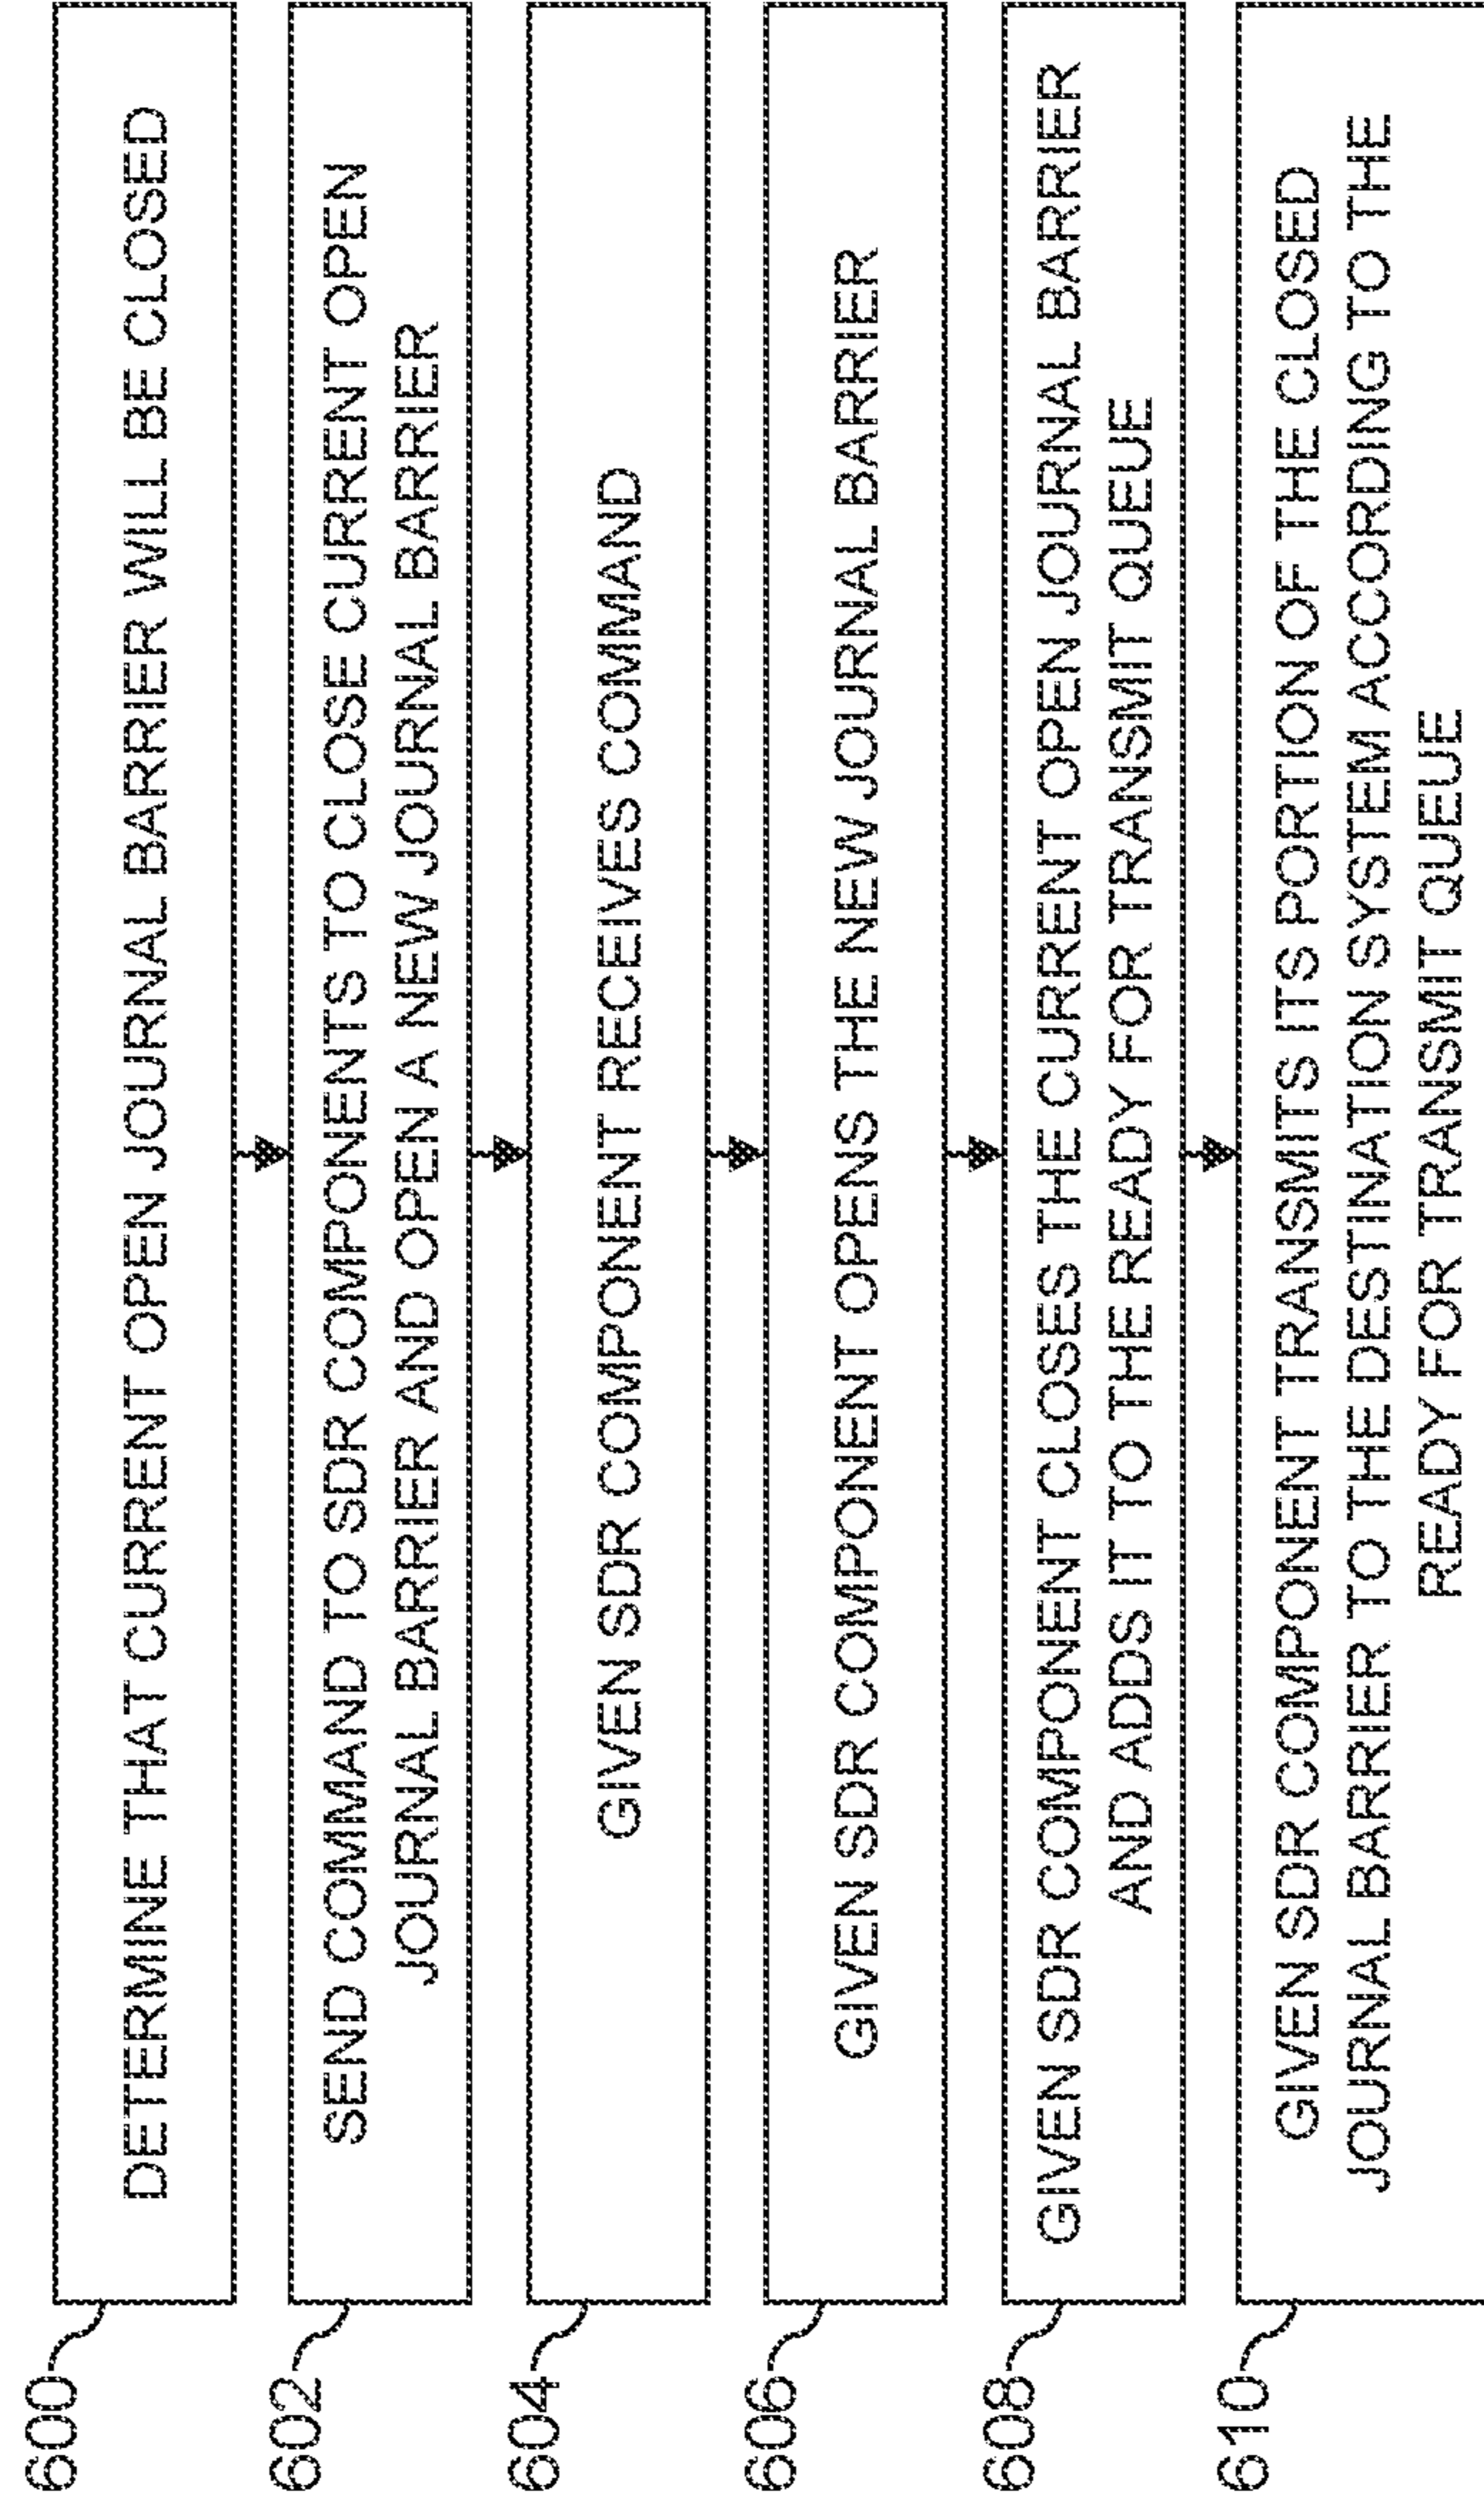 600
DETERMINE THAT CURRENT OPEN JOURNAL BARRIER WILL BE CLOSED
602
SEND COMMAND TO SDR COMPONENTS TO CLOSE CURRENT OPEN
JOURNAL BARRIER AND OPEN A NEW JOURNAL BARRIER
604
GIVEN SDR COMPONENT RECEIVES COMMAND
606
GIVEN SDR COMPONENT OPENS THE NEW JOURNAL BARRIER
608
GIVEN SDR COMPONENT CLOSES THE CURRENT OPEN JOURNAL BARRIER
AND ADDS IT TO THE READY FOR TRANSMIT QUEUE
610
GIVEN SDR COMPONENT TRANSMITS ITS PORTION OF THE CLOSED
JOURNAL BARRIER TO THE DESTINATION SYSTEM ACCORDING TO THE
READY FOR TRANSMIT QUEUE